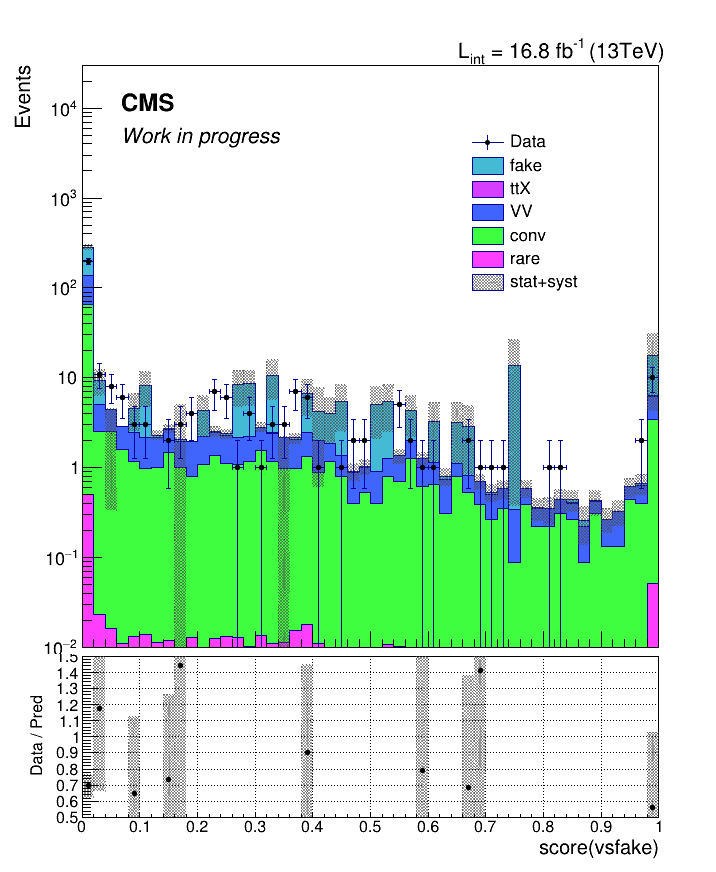 L_int = 16.8 fb^-1 (13TeV)
Events
CMS
Work in progress
Data
fake
ttX
VV
conv
rare
stat+syst
10^4
10^3
10^2
10
1
10^−1
10^−2
Data / Pred
1.5
1.4
1.3
1.2
1.1
1
0.9
0.8
0.7
0.6
0.5
0 0.1 0.2 0.3 0.4 0.5 0.6 0.7 0.8 0.9 1
score(vsfake)